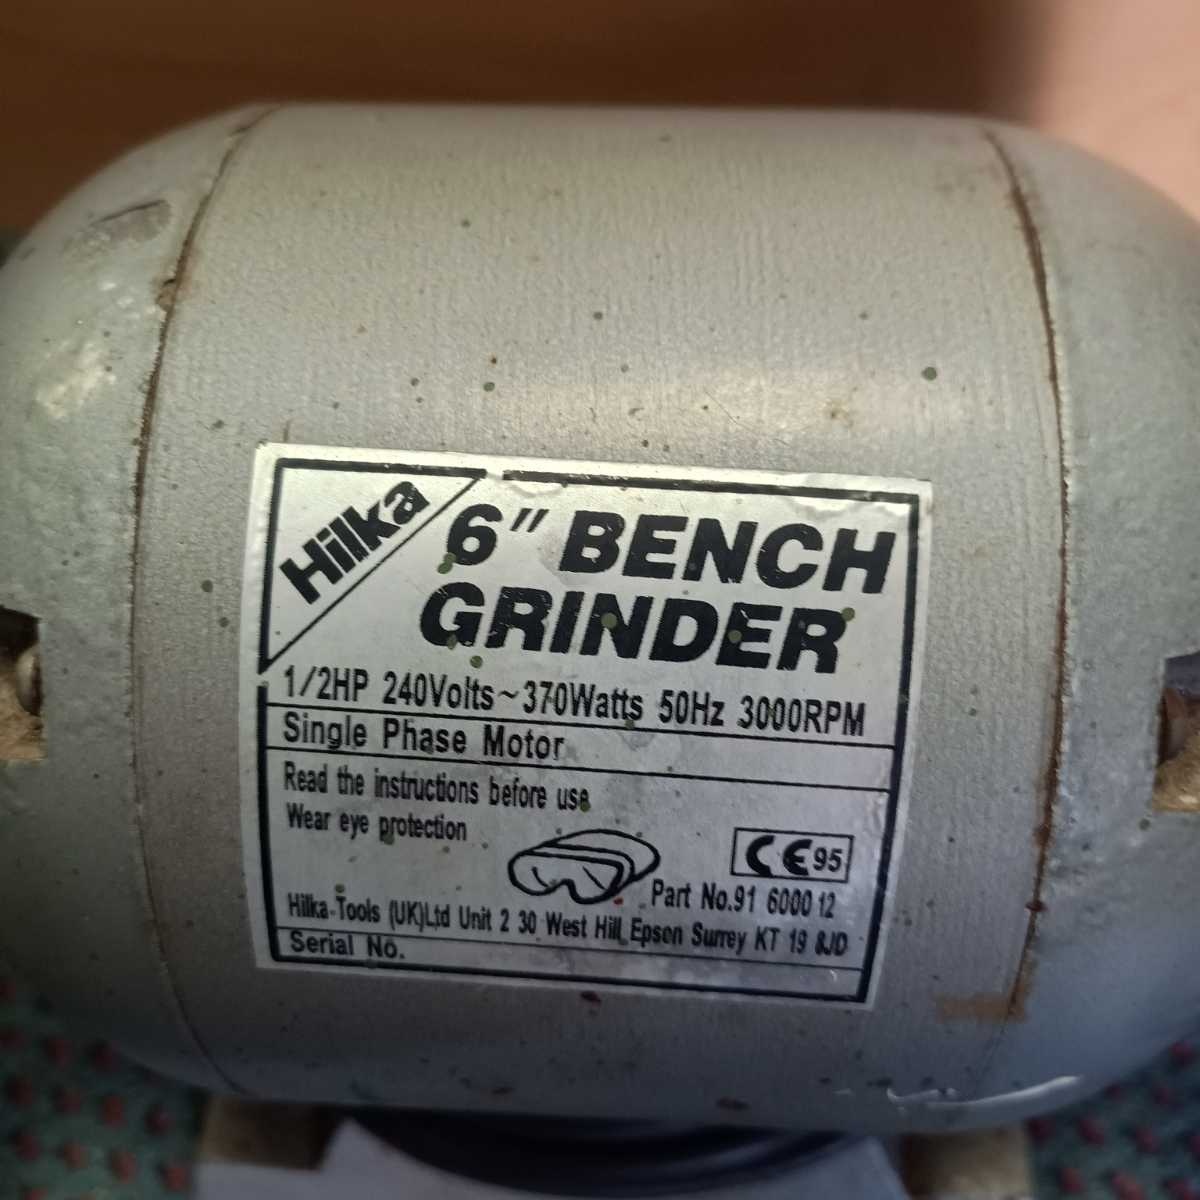 Hilka
6" BENCH
GRINDER
1/2HP 240Volts~370Watts 50Hz 3000RPM
Single Phase Motor
Read the instructions before use
Wear eye protection
CE95
Part No.91 600012
Hilka-Tools (UK)Ltd Unit 2 30 West Hill Epson Surrey KT 19 8JD
Serial No.